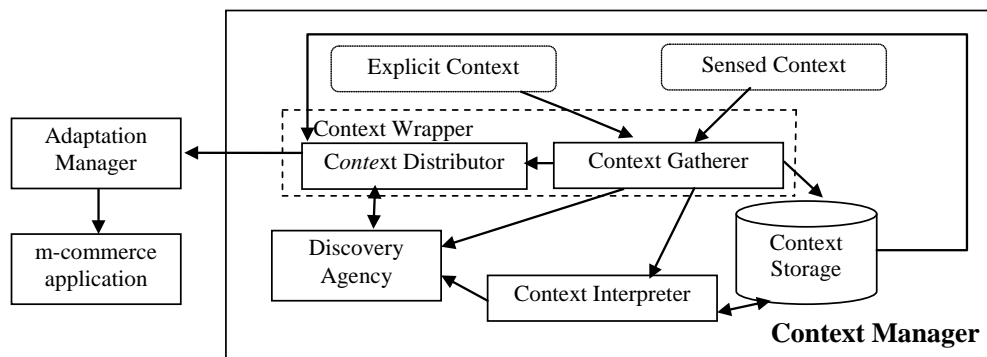 Explicit Context
Sensed Context
Context Wrapper
Adaptation
Manager
Context Distributor
Context Gatherer
m-commerce
application
Discovery
Agency
Context
Storage
Context Interpreter
Context Manager